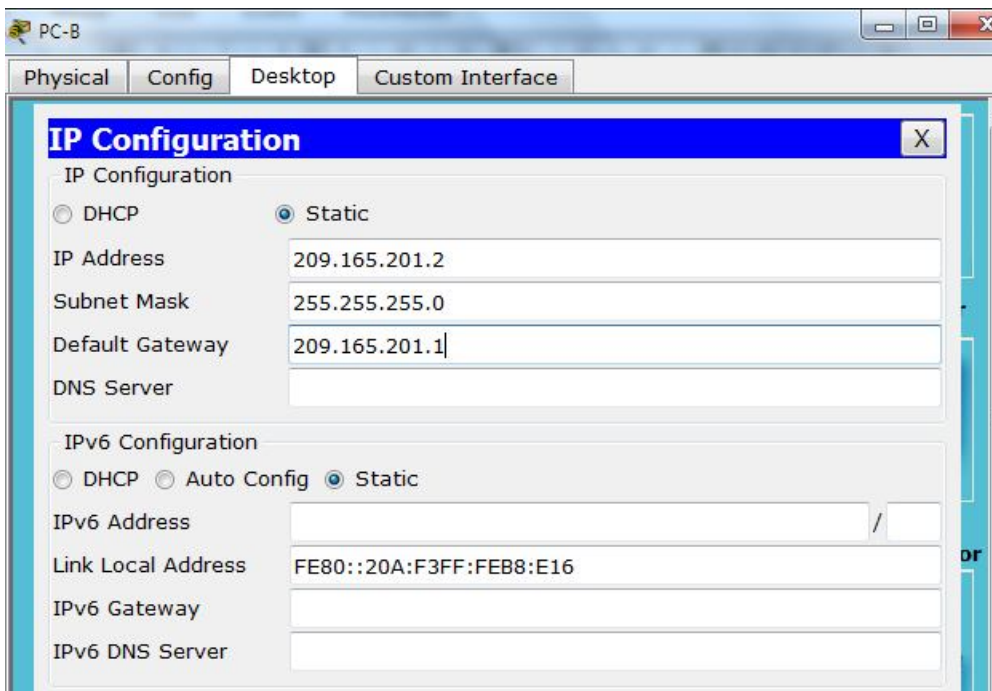 PC-B
X
Physical Config Desktop Custom Interface
IP Configuration X
IP Configuration
DHCP Static
IP Address 209.165.201.2
Subnet Mask 255.255.255.0
Default Gateway 209.165.201.1
DNS Server
IPv6 Configuration
DHCP Auto Config Static
IPv6 Address /
Link Local Address FE80::20A:F3FF:FEB8:E16
IPv6 Gateway
IPv6 DNS Server
or